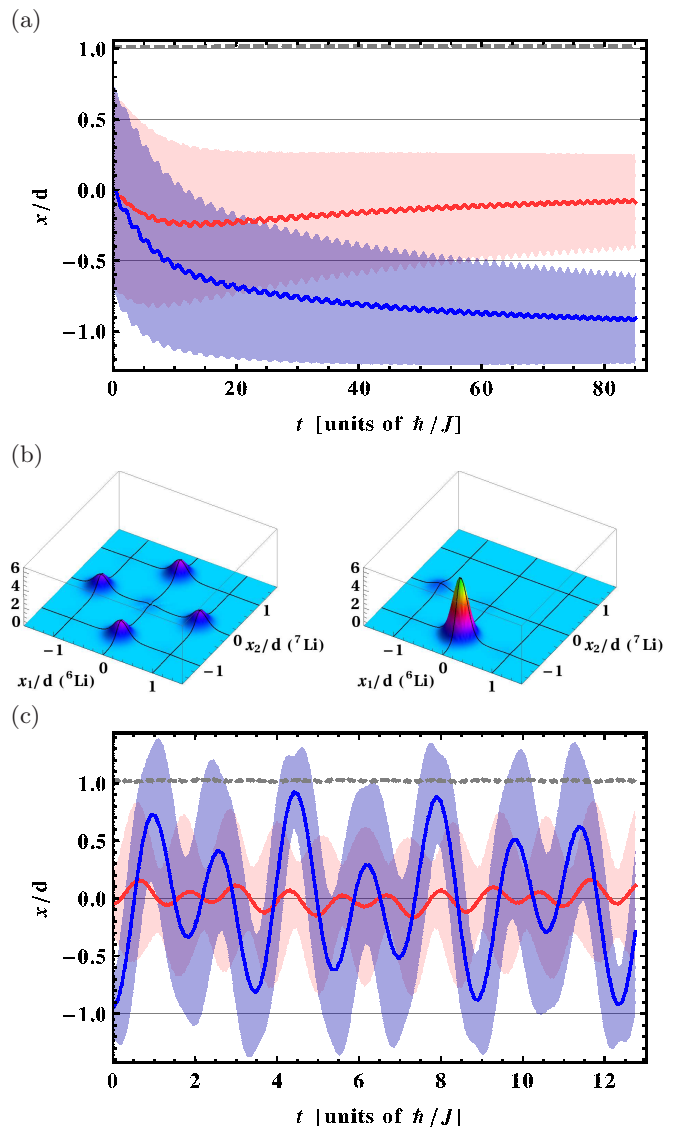 (a)
1.0
0.5
0.0
−0.5
−1.0
x/d
0 20 40 60 80
t [units of ħ/J]
(b)
6
4
2
0
−1
0
1
x₁/d (⁶Li)
−1
0
1
x₂/d (⁷Li)
6
4
2
0
−1
0
1
x₁/d (⁶Li)
−1
0
1
x₂/d (⁷Li)
(c)
1.0
0.5
0.0
−0.5
−1.0
x/d
0 2 4 6 8 10 12
t [units of ħ/J]